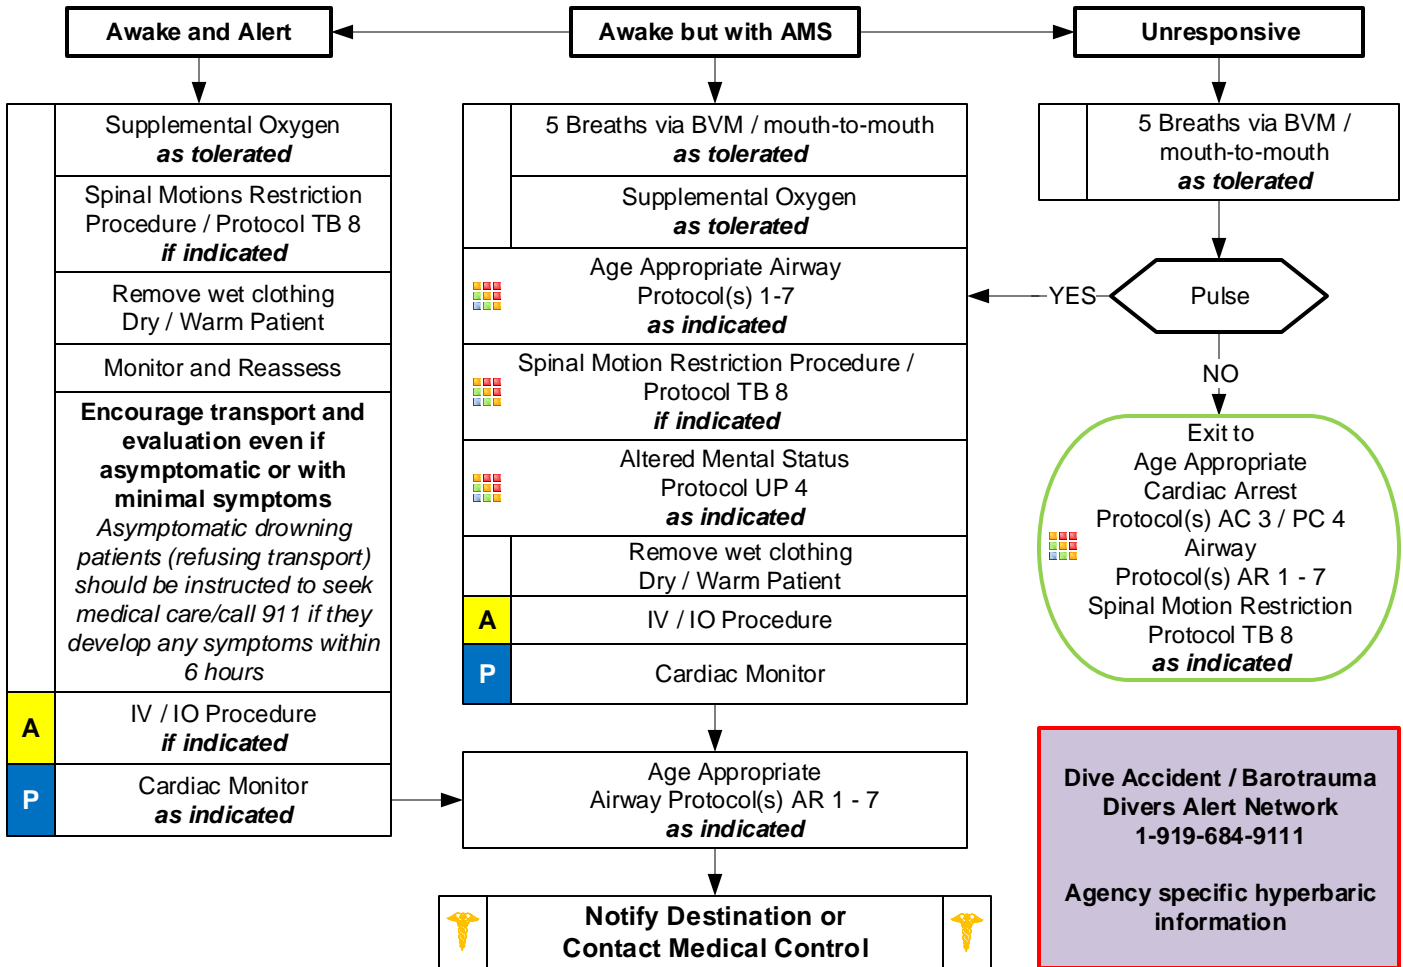 Awake and Alert
Awake but with AMS
Unresponsive
Supplemental Oxygen
as tolerated
Spinal Motions Restriction
Procedure / Protocol TB 8
if indicated
Remove wet clothing
Dry / Warm Patient
Monitor and Reassess
Encourage transport and
evaluation even if
asymptomatic or with
minimal symptoms
Asymptomatic drowning
patients (refusing transport)
should be instructed to seek
medical care/call 911 if they
develop any symptoms within
6 hours
A
IV / IO Procedure
if indicated
P
Cardiac Monitor
as indicated
5 Breaths via BVM / mouth-to-mouth
as tolerated
Supplemental Oxygen
as tolerated
Age Appropriate Airway
Protocol(s) 1-7
as indicated
Spinal Motion Restriction Procedure /
Protocol TB 8
if indicated
Altered Mental Status
Protocol UP 4
as indicated
Remove wet clothing
Dry / Warm Patient
A
IV / IO Procedure
P
Cardiac Monitor
Age Appropriate
Airway Protocol(s) AR 1 - 7
as indicated
Notify Destination or
Contact Medical Control
5 Breaths via BVM /
mouth-to-mouth
as tolerated
YES
Pulse
NO
Exit to
Age Appropriate
Cardiac Arrest
Protocol(s) AC 3 / PC 4
Airway
Protocol(s) AR 1 - 7
Spinal Motion Restriction
Protocol TB 8
as indicated
Dive Accident / Barotrauma
Divers Alert Network
1-919-684-9111
Agency specific hyperbaric
information